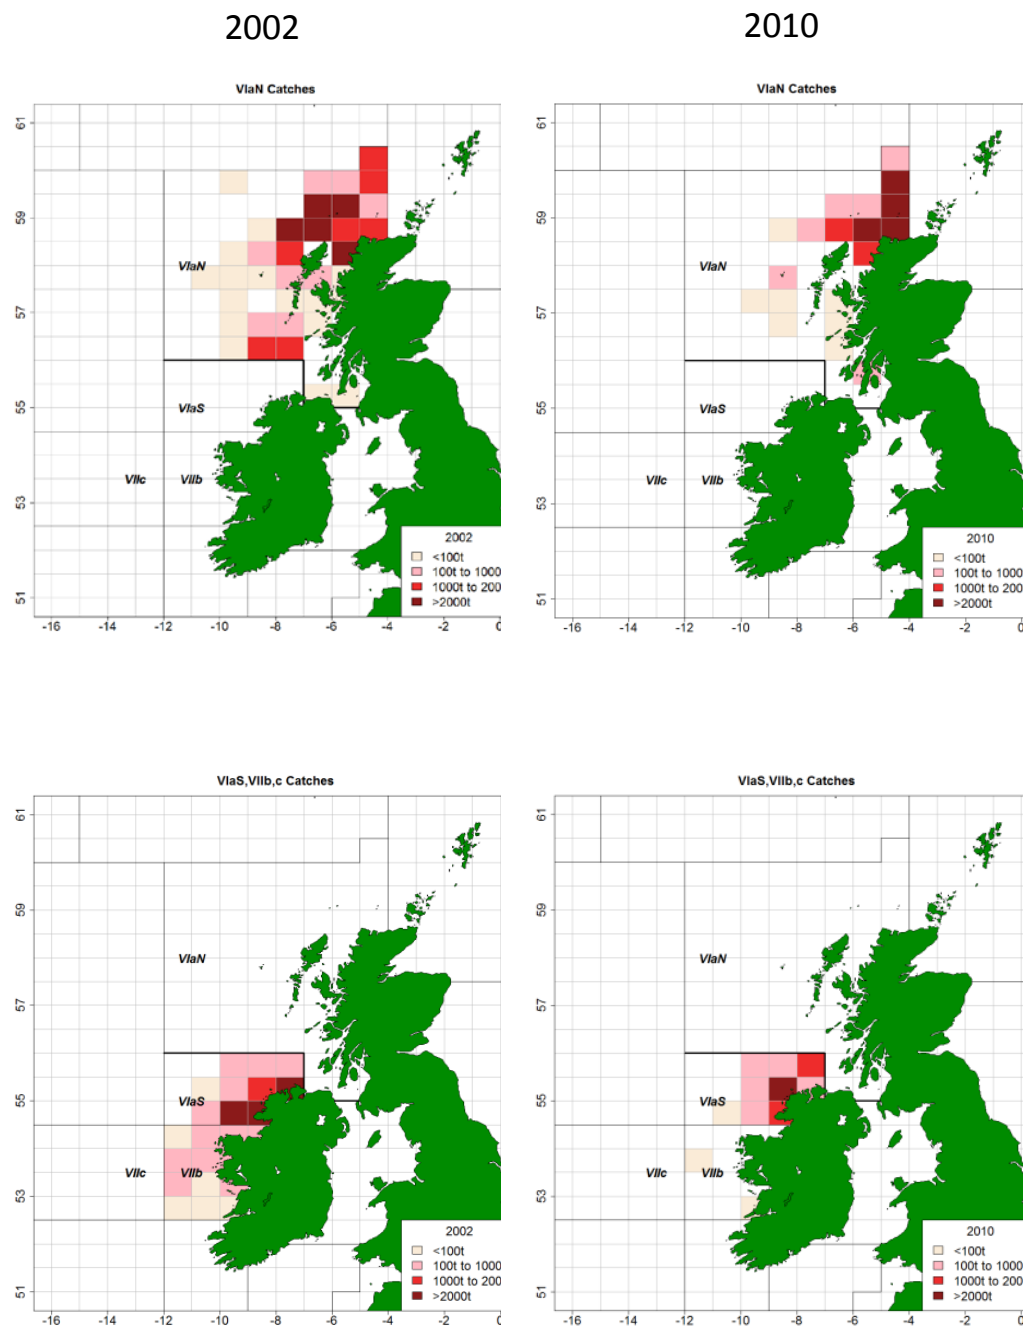 2002
2010
VIaN Catches
VIaN Catches
61
59
57
55
53
51
VIaN
VIaS
VIIc
VIIb
2002
<100t
100t to 1000
1000t to 200
>2000t
-16
-14
-12
-10
-8
-6
-4
-2
0
VIaN
VIaS
VIIc
VIIb
61
59
57
55
53
51
2010
<100t
100t to 1000
1000t to 200
>2000t
-16
-14
-12
-10
-8
-6
-4
-2
0
VIaS,VIIb,c Catches
VIaS,VIIb,c Catches
61
59
57
55
53
51
VIaN
VIaS
VIIc
VIIb
2002
<100t
100t to 1000
1000t to 200
>2000t
-16
-14
-12
-10
-8
-6
-4
-2
0
61
59
57
55
53
51
VIaN
VIaS
VIIc
VIIb
2010
<100t
100t to 1000
1000t to 200
>2000t
-16
-14
-12
-10
-8
-6
-4
-2
0